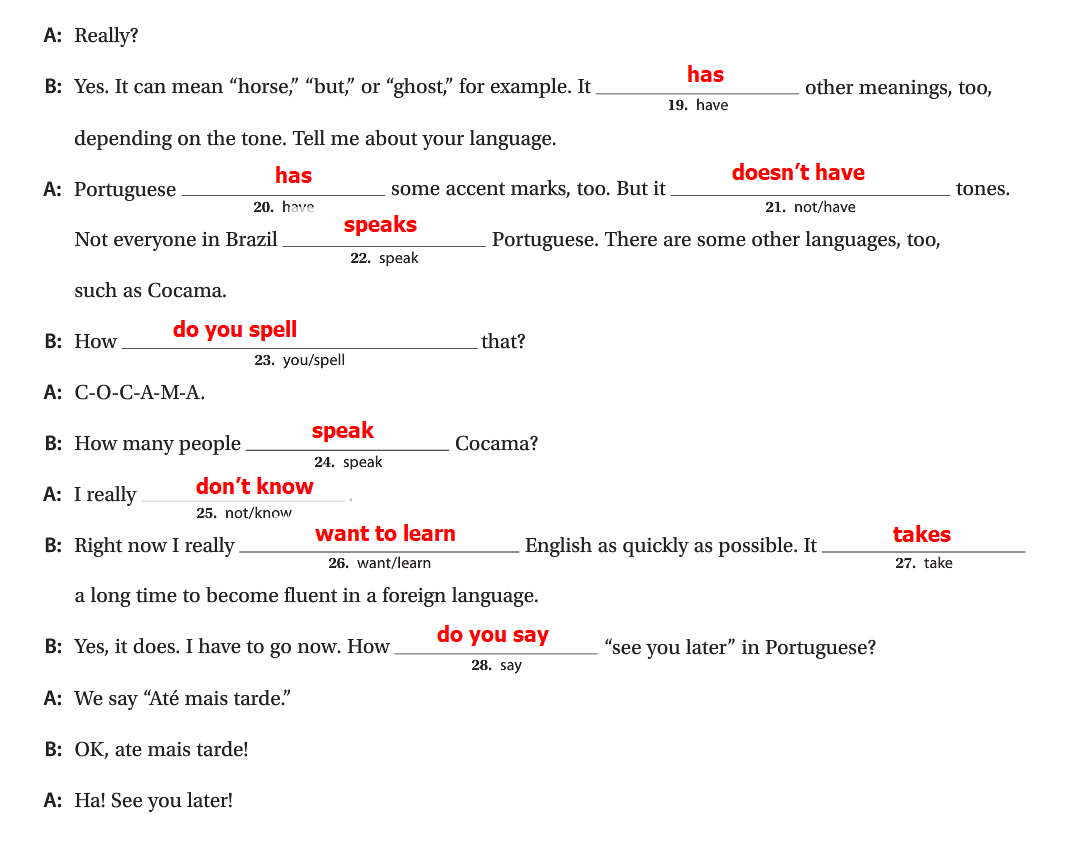 A: Really?
B: Yes. It can mean “horse,” “but,” or “ghost,” for example. It has other meanings, too,
19. have
depending on the tone. Tell me about your language.
A: Portuguese has some accent marks, too. But it doesn’t have tones.
20. have 21. not/have
Not everyone in Brazil speaks Portuguese. There are some other languages, too,
22. speak
such as Cocama.
B: How do you spell that?
23. you/spell
A: C-O-C-A-M-A.
B: How many people speak Cocama?
24. speak
A: I really don’t know.
25. not/know
B: Right now I really want to learn English as quickly as possible. It takes
26. want/learn 27. take
a long time to become fluent in a foreign language.
B: Yes, it does. I have to go now. How do you say “see you later” in Portuguese?
28. say
A: We say “Até mais tarde.”
B: OK, ate mais tarde!
A: Ha! See you later!